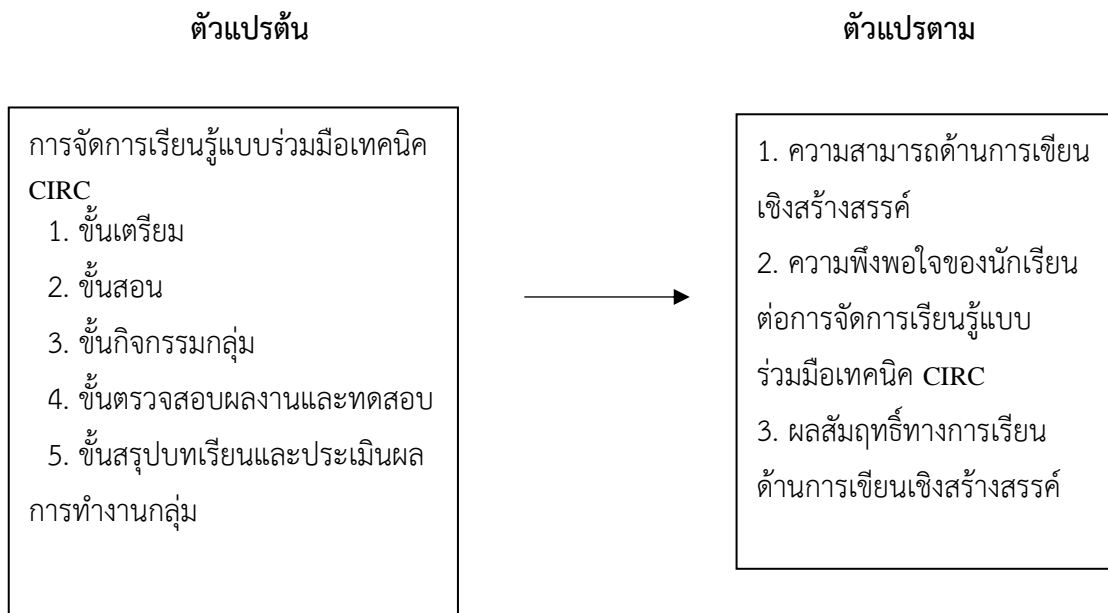 ตัวแปรต้น
ตัวแปรตาม
การจัดการเรียนรู้แบบร่วมมือเทคนิค
CIRC
1. ขั้นเตรียม
2. ขั้นสอน
3. ขั้นกิจกรรมกลุ่ม
4. ขั้นตรวจสอบผลงานและทดสอบ
5. ขั้นสรุปบทเรียนและประเมินผล
การทำงานกลุ่ม
1. ความสามารถด้านการเขียน
เชิงสร้างสรรค์
2. ความพึงพอใจของนักเรียน
ต่อการจัดการเรียนรู้แบบ
ร่วมมือเทคนิค CIRC
3. ผลสัมฤทธิ์ทางการเรียน
ด้านการเขียนเชิงสร้างสรรค์